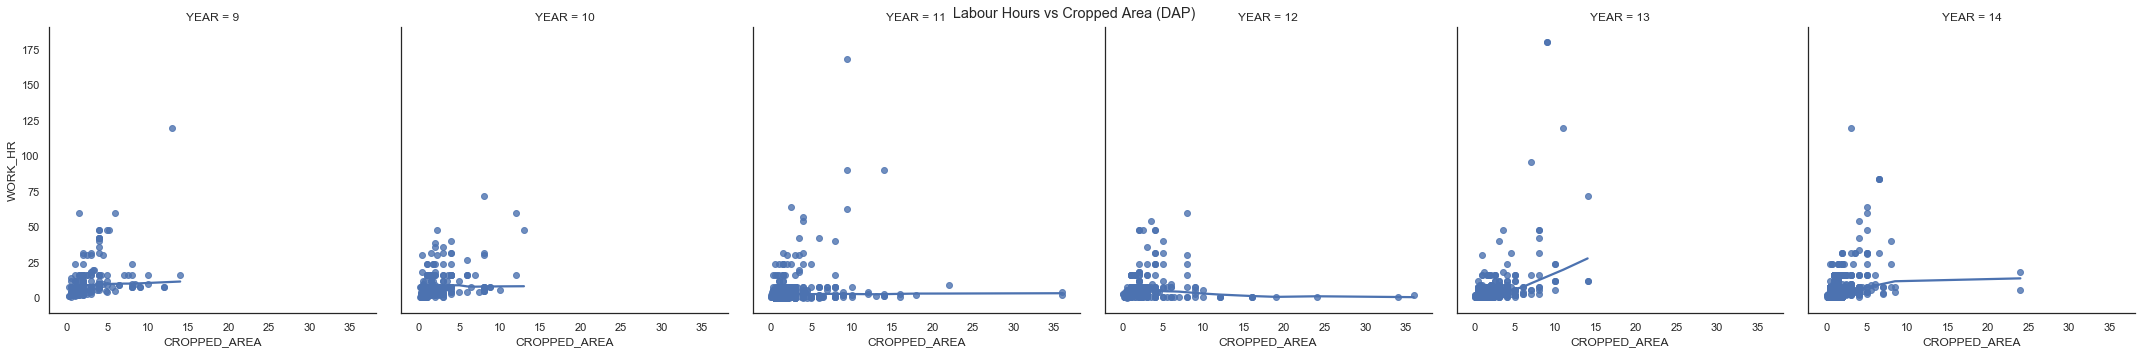 Labour Hours vs Cropped Area (DAP)
YEAR = 9
YEAR = 10
YEAR = 11
YEAR = 12
YEAR = 13
YEAR = 14
WORK_HR
175
150
125
100
75
50
25
0
0 5 10 15 20 25 30 35
0 5 10 15 20 25 30 35
0 5 10 15 20 25 30 35
0 5 10 15 20 25 30 35
0 5 10 15 20 25 30 35
0 5 10 15 20 25 30 35
CROPPED_AREA
CROPPED_AREA
CROPPED_AREA
CROPPED_AREA
CROPPED_AREA
CROPPED_AREA